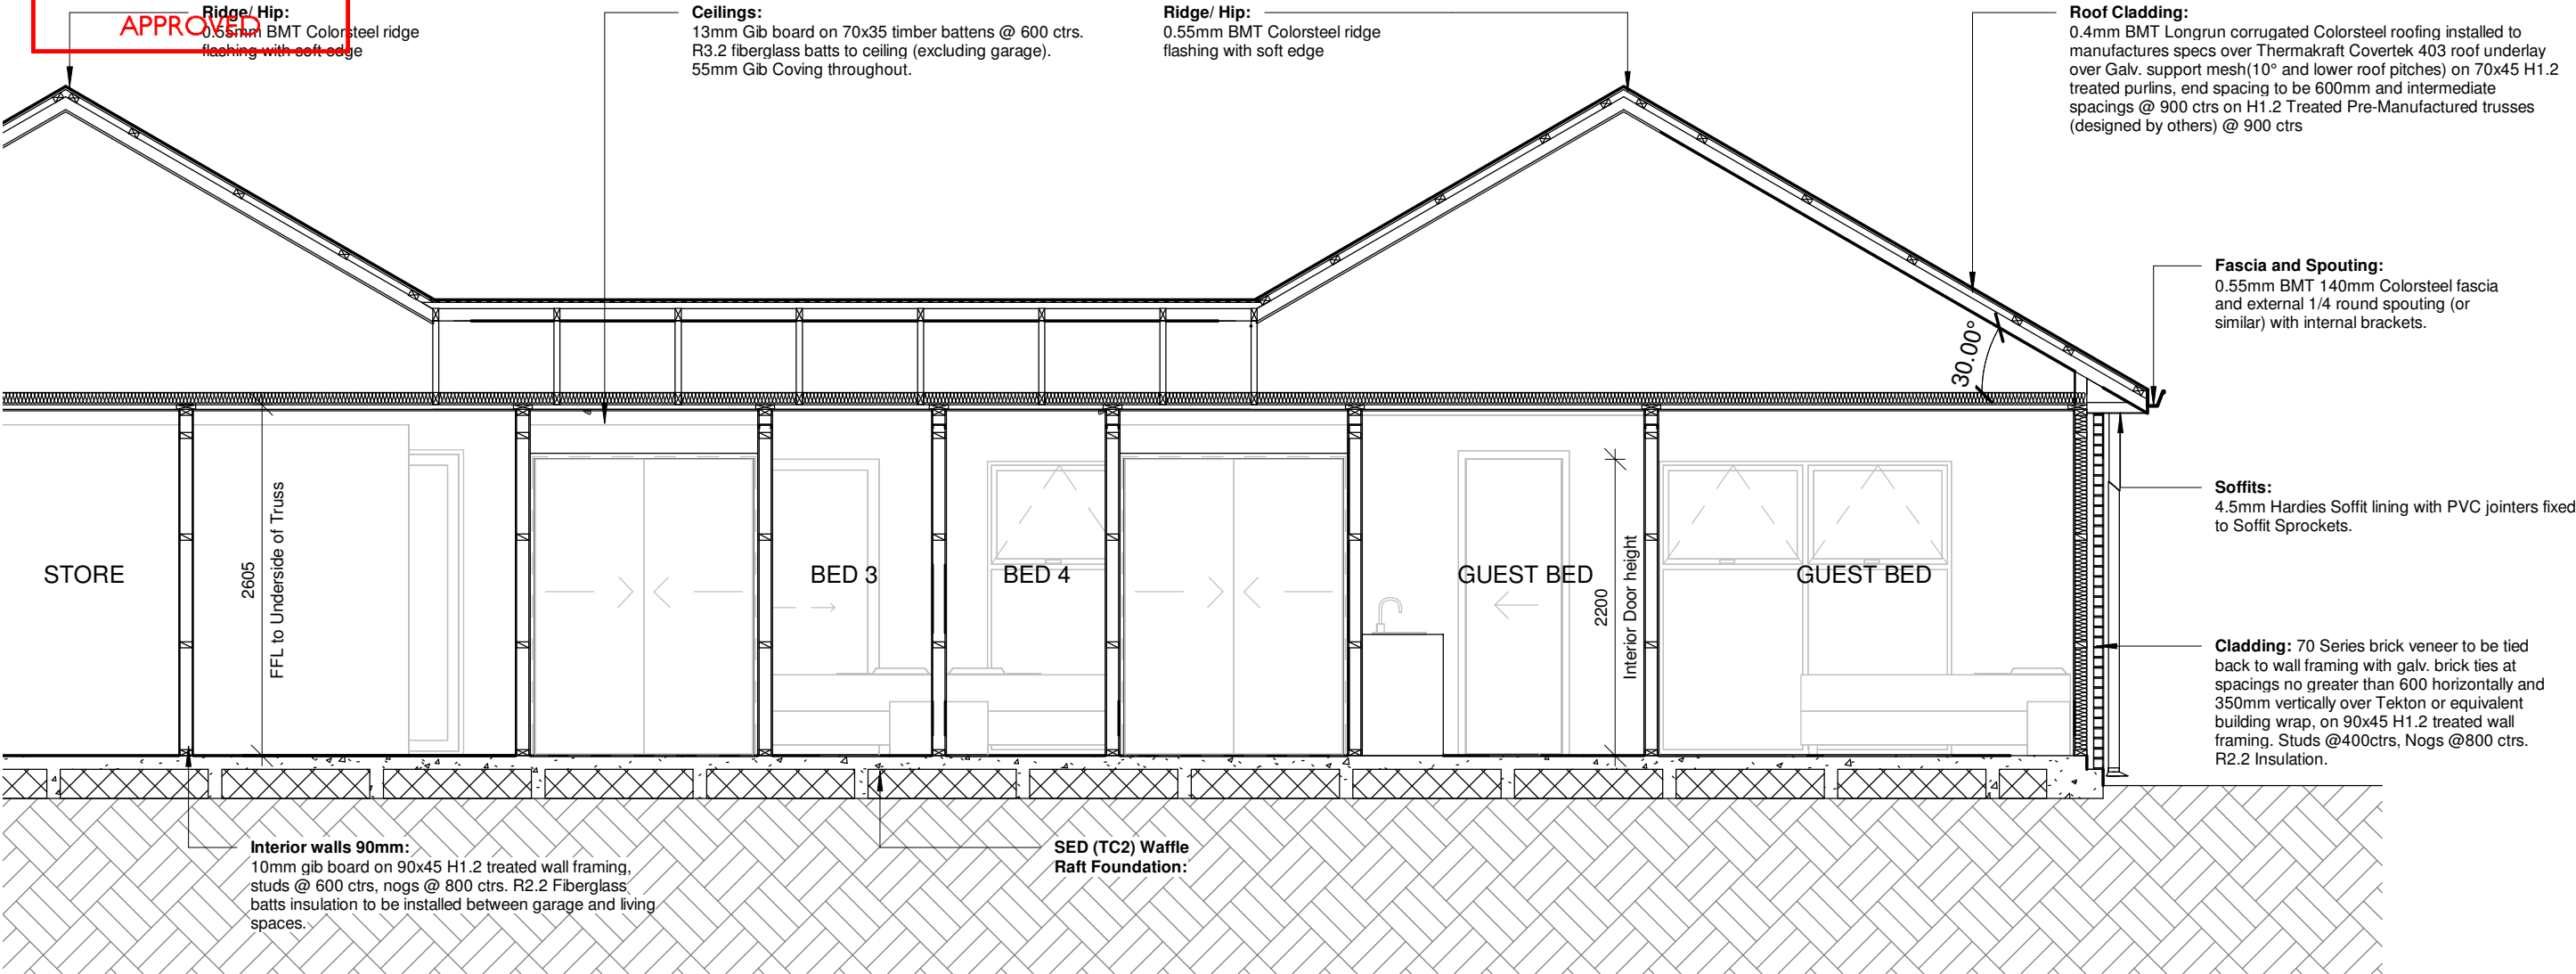 APPROVED
Ridge/ Hip:
0.55mm BMT Colorsteel ridge
flashing with soft edge
Ceilings:
13mm Gib board on 70x35 timber battens @ 600 ctrs.
R3.2 fiberglass batts to ceiling (excluding garage).
55mm Gib Coving throughout.
Ridge/ Hip:
0.55mm BMT Colorsteel ridge
flashing with soft edge
Roof Cladding:
0.4mm BMT Longrun corrugated Colorsteel roofing installed to
manufactures specs over Thermakraft Covertek 403 roof underlay
over Galv. support mesh(10° and lower roof pitches) on 70x45 H1.2
treated purlins, end spacing to be 600mm and intermediate
spacings @ 900 ctrs on H1.2 Treated Pre-Manufactured trusses
(designed by others) @ 900 ctrs
Fascia and Spouting:
0.55mm BMT 140mm Colorsteel fascia
and external 1/4 round spouting (or
similar) with internal brackets.
30.00°
Soffits:
4.5mm Hardies Soffit lining with PVC jointers fixed
to Soffit Sprockets.
STORE
2605
FFL to Underside of Truss
BED 3
BED 4
GUEST BED
2200
Interior Door height
GUEST BED
Cladding: 70 Series brick veneer to be tied
back to wall framing with galv. brick ties at
spacings no greater than 600 horizontally and
350mm vertically over Tekton or equivalent
building wrap, on 90x45 H1.2 treated wall
framing. Studs @400ctrs, Nogs @800 ctrs.
R2.2 Insulation.
Interior walls 90mm:
10mm gib board on 90x45 H1.2 treated wall framing,
studs @ 600 ctrs, nogs @ 800 ctrs. R2.2 Fiberglass
batts insulation to be installed between garage and living
spaces.
SED (TC2) Waffle
Raft Foundation: